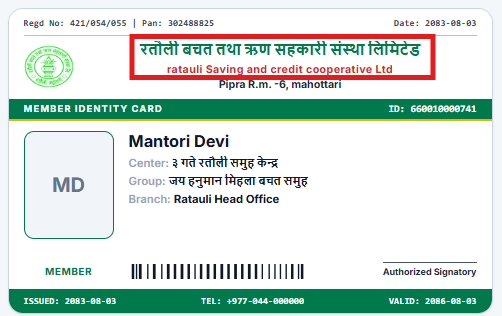 Regd No: 421/054/055 | Pan: 302488825 Date: 2083-08-03
रतौली बचत तथा ऋण सहकारी संस्था लिमिटेड
ratauli Saving and credit cooperative Ltd
Pipra R.m. -6, mahottari
MEMBER IDENTITY CARD ID: 660010000741
Mantori Devi
MD
Center: ३ गते रतौली समुह केन्द्र
Group: जय हनुमान मिहला बचत समुह
Branch: Ratauli Head Office
MEMBER
Authorized Signatory
ISSUED: 2083-08-03 TEL: +977-044-000000 VALID: 2086-08-03